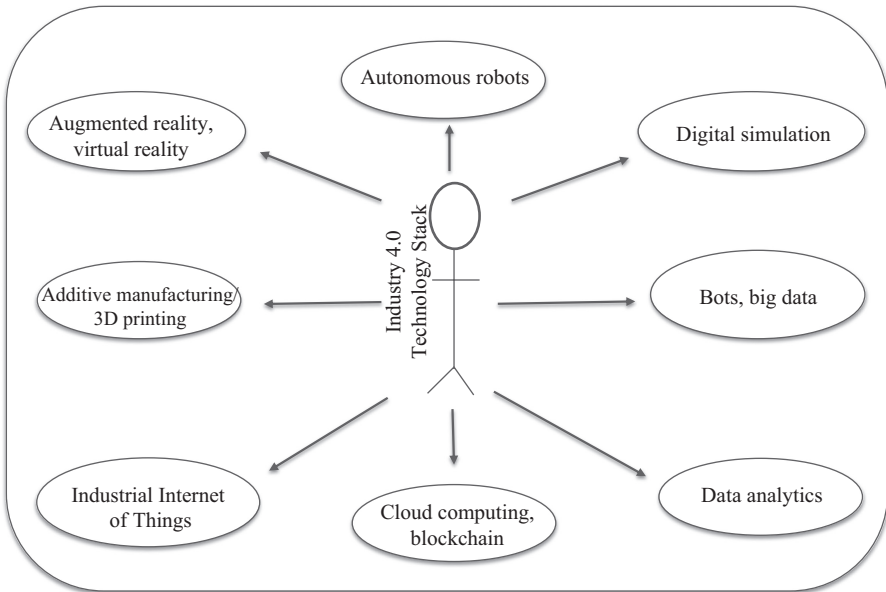 Autonomous robots
Augmented reality,
virtual reality
Digital simulation
Industry 4.0
Technology Stack
Additive manufacturing/
3D printing
Bots, big data
Industrial Internet
of Things
Cloud computing,
blockchain
Data analytics